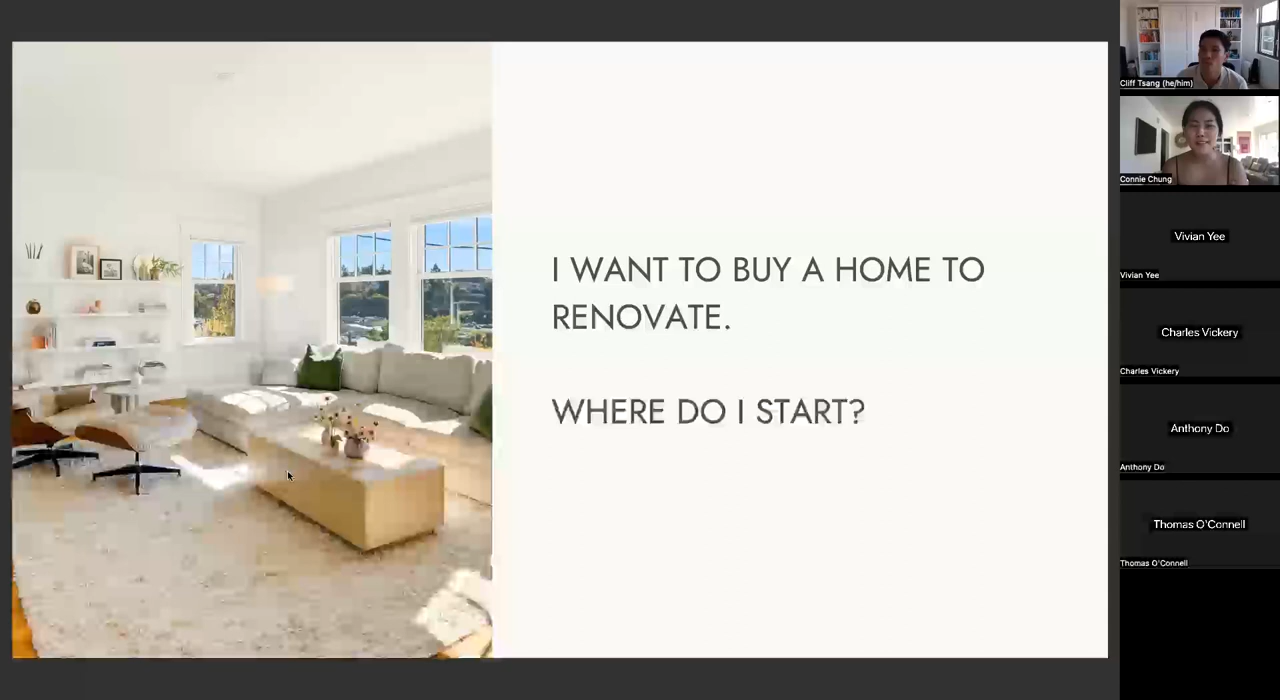 I WANT TO BUY A HOME TO
RENOVATE.
WHERE DO I START?
Cliff Tsang (he/him)
Connie Chung
Vivian Yee
Vivian Yee
Charles Vickery
Charles Vickery
Anthony Do
Anthony Do
Thomas O'Connell
Thomas O'Connell